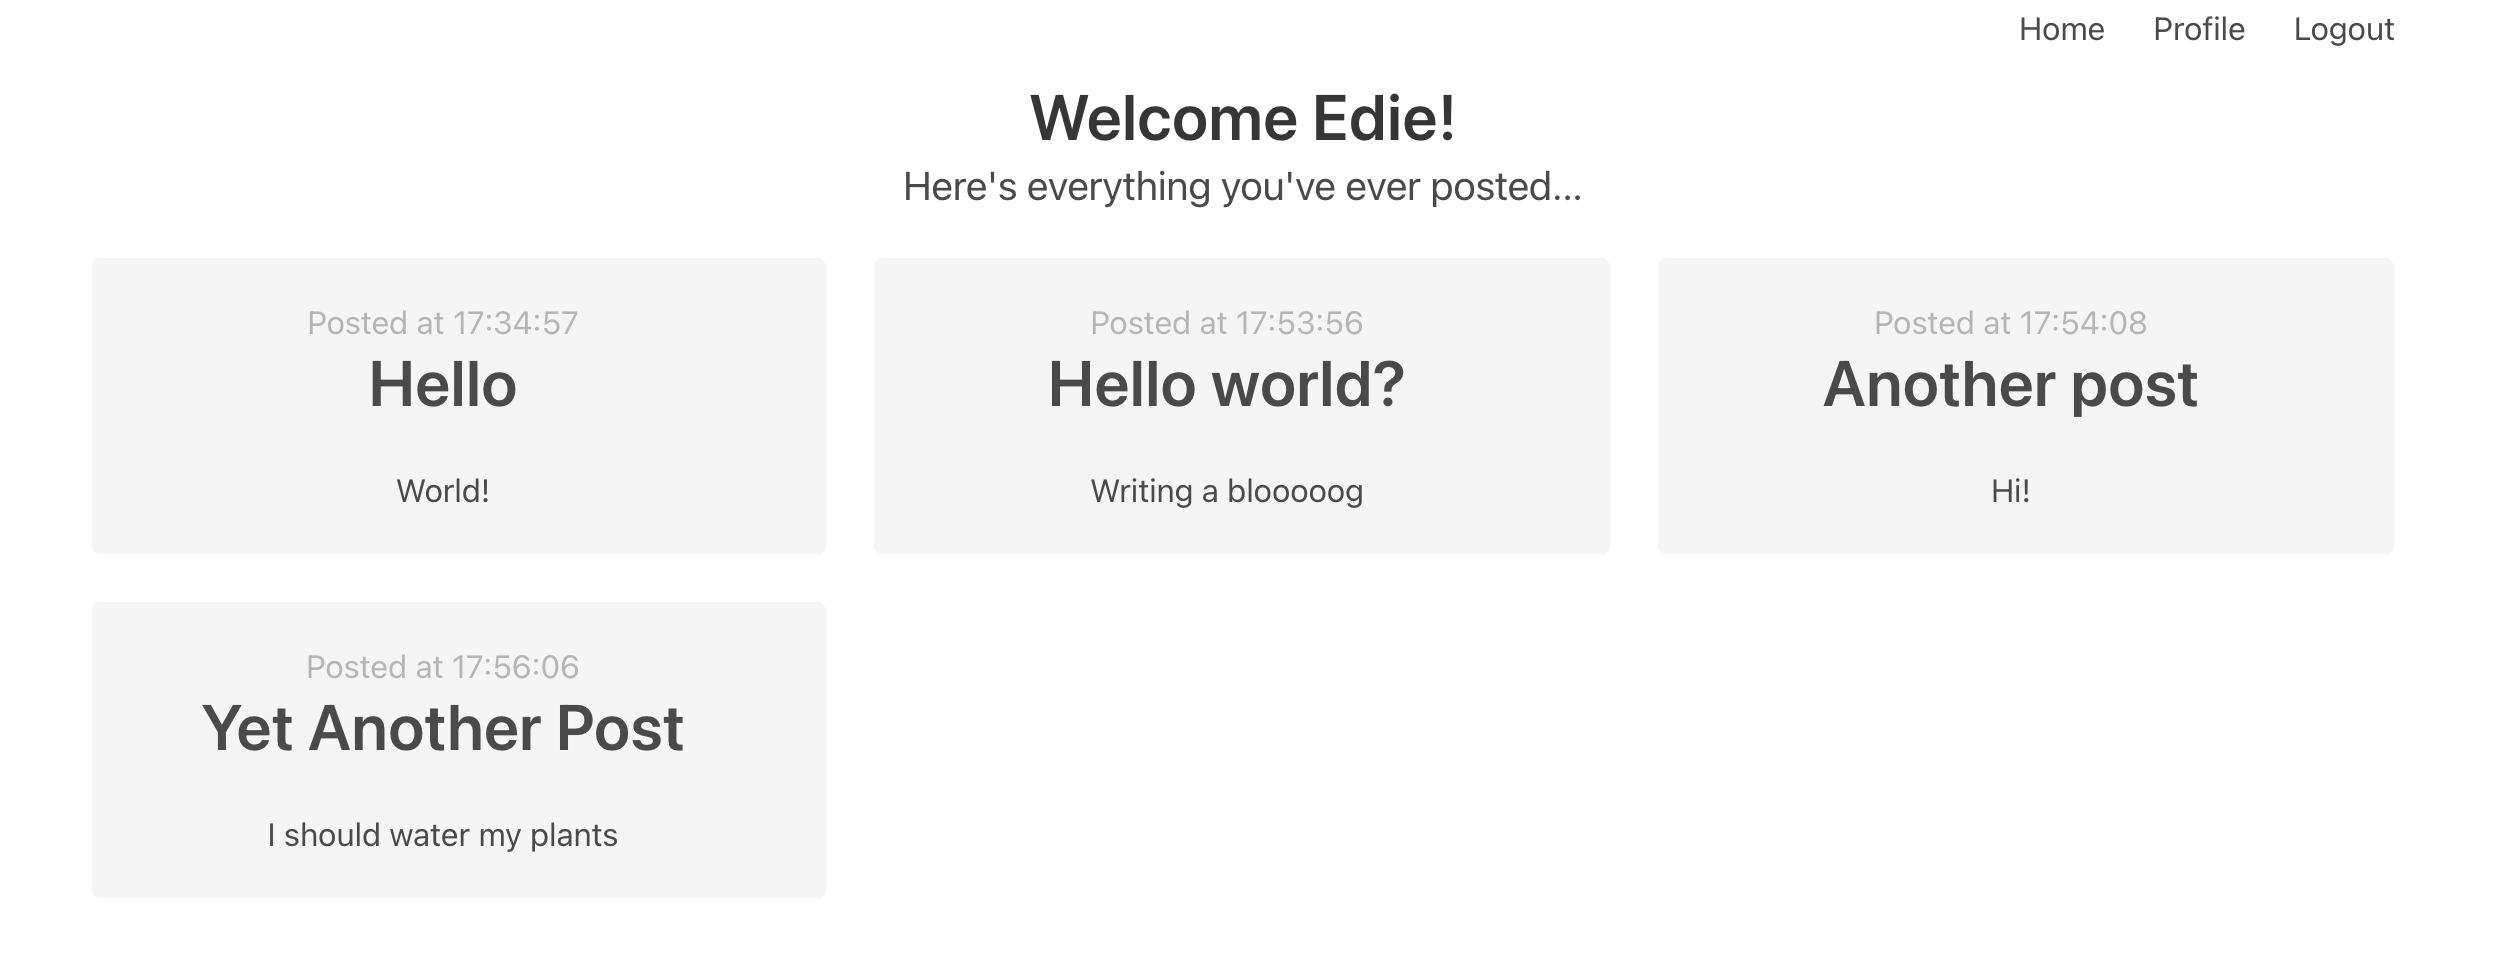 Home Profile Logout
Welcome Edie!
Here's everything you've ever posted...
Posted at 17:34:57
Hello
World!
Posted at 17:53:56
Hello world?
Writing a blooooog
Posted at 17:54:08
Another post
Hi!
Posted at 17:56:06
Yet Another Post
I should water my plants